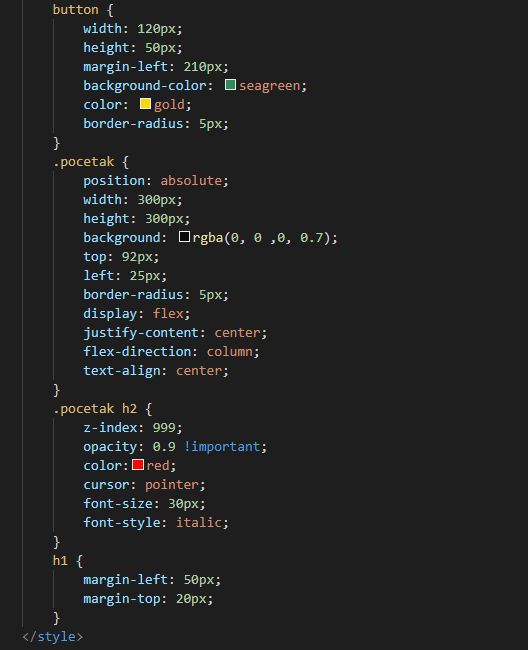 button {
width: 120px;
height: 50px;
margin-left: 210px;
background-color: seagreen;
color: gold;
border-radius: 5px;
}
.pocetak {
position: absolute;
width: 300px;
height: 300px;
background: rgba(0, 0 ,0, 0.7);
top: 92px;
left: 25px;
border-radius: 5px;
display: flex;
justify-content: center;
flex-direction: column;
text-align: center;
}
.pocetak h2 {
z-index: 999;
opacity: 0.9 !important;
color:red;
cursor: pointer;
font-size: 30px;
font-style: italic;
}
h1 {
margin-left: 50px;
margin-top: 20px;
}
</style>